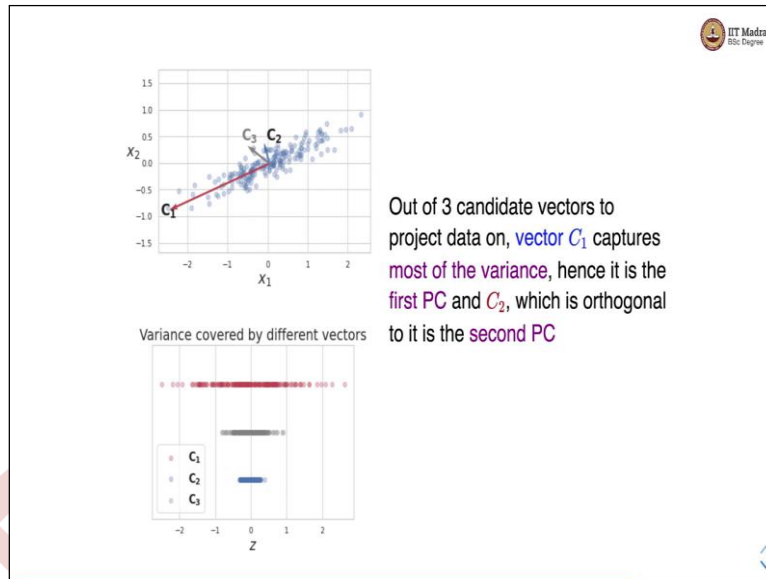 IIT Madra
BSc Degree
1.5
1.0
0.5
0.0
−0.5
−1.0
−1.5
X2
C3
C2
C1
−2
−1
0
1
2
X1
Out of 3 candidate vectors to
project data on, vector C1 captures
most of the variance, hence it is the
first PC and C2, which is orthogonal
to it is the second PC
Variance covered by different vectors
C1
C2
C3
−2
−1
0
1
2
Z